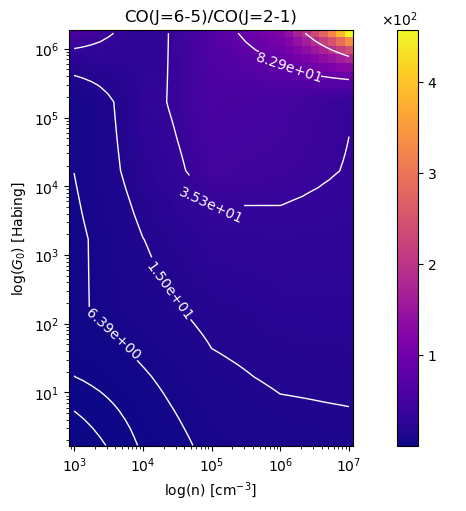 CO(J=6-5)/CO(J=2-1)
×10²
10⁶
10⁵
10⁴
10³
10²
10¹
log(G₀) [Habing]
8.29e+01
3.53e+01
1.50e+01
6.39e+00
4
3
2
1
10³
10⁴
10⁵
10⁶
10⁷
log(n) [cm⁻³]